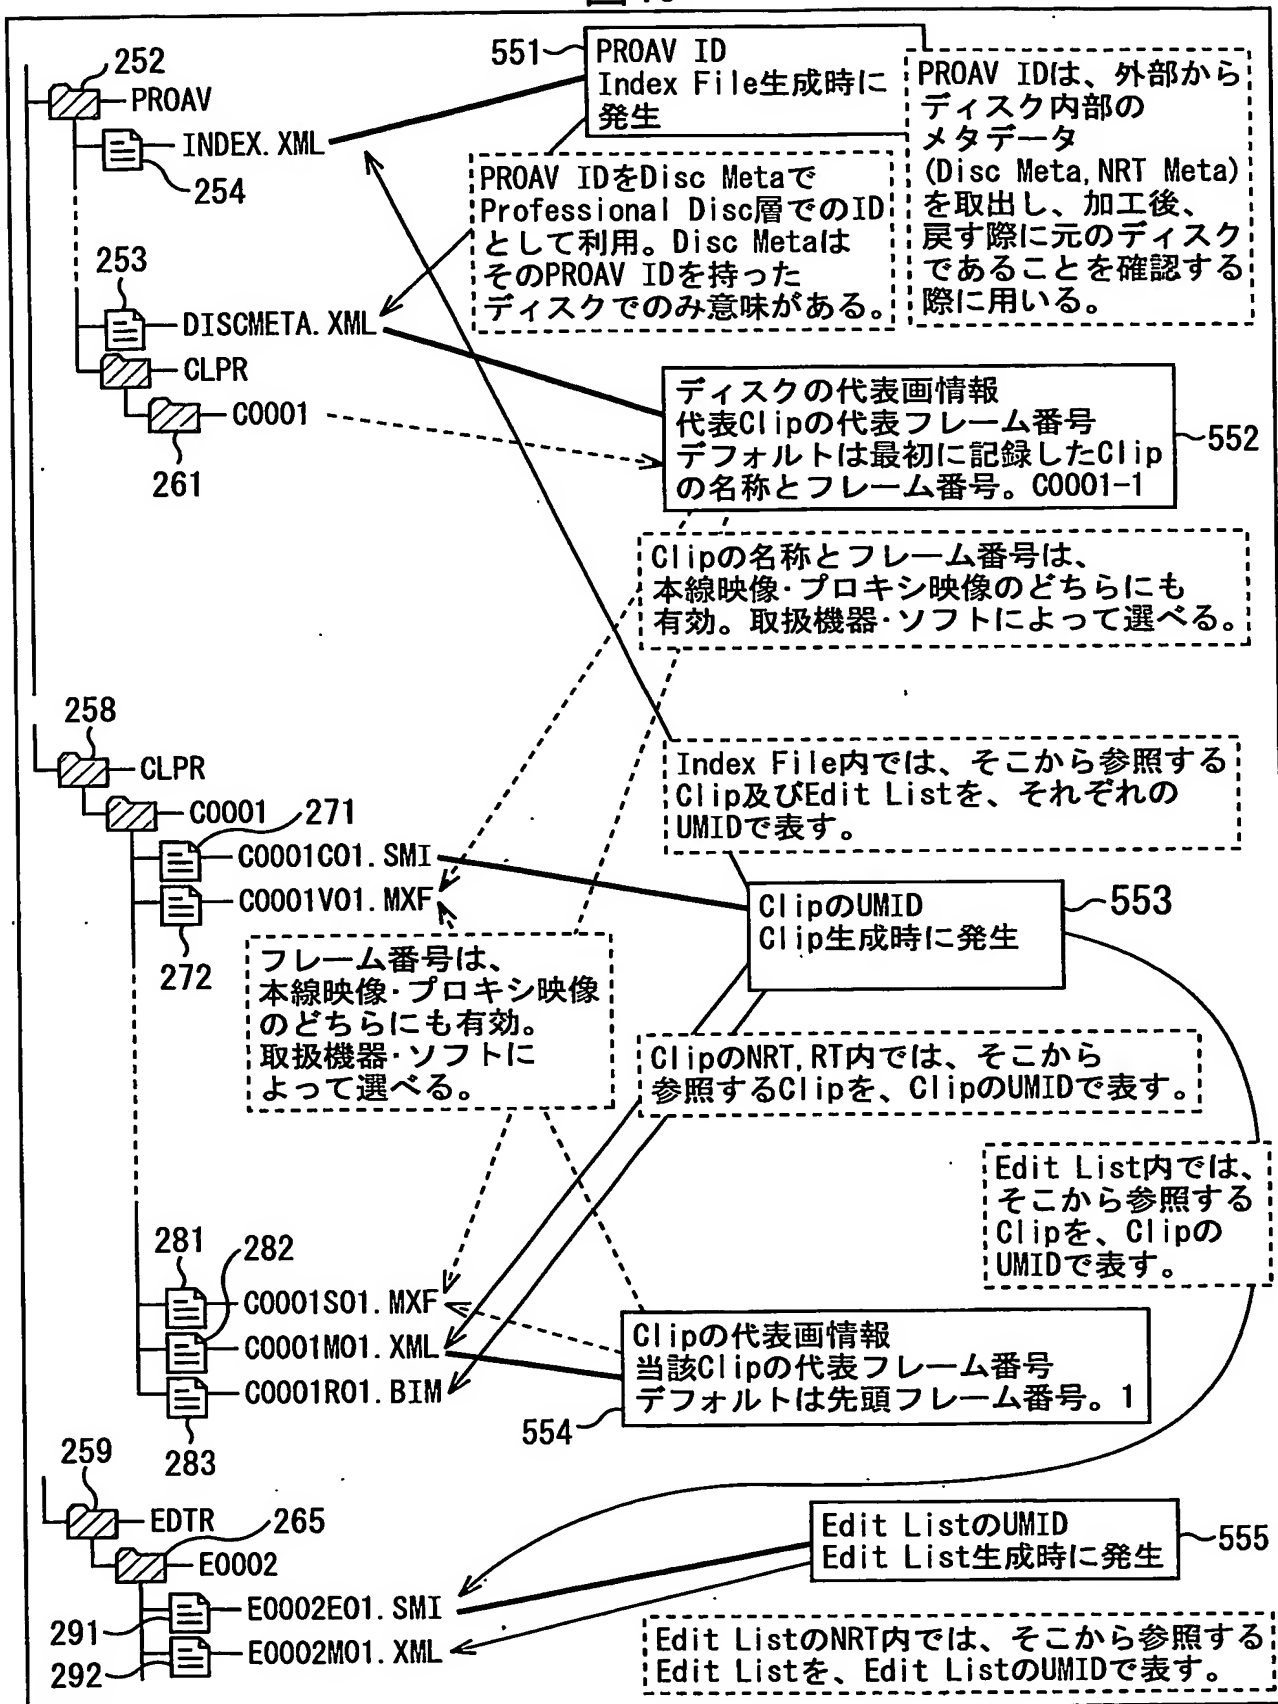 551
PROAV ID
Index File生成時に
発生
PROAV IDは、外部から
ディスク内部の
メタデータ
(Disc Meta,NRT Meta)
を取出し、加工後、
戻す際に元のディスク
であることを確認する
際に用いる。
252
PROAV
INDEX.XML
254
PROAV IDをDisc Metaで
Professional Disc層でのID
として利用。Disc Metaは
そのPROAV IDを持った
ディスクでのみ意味がある。
253
DISCMETA.XML
CLPR
C0001
261
ディスクの代表画情報
代表Clipの代表フレーム番号
デフォルトは最初に記録したClip
の名称とフレーム番号。C0001-1
552
Clipの名称とフレーム番号は、
本線映像・プロキシ映像のどちらにも
有効。取扱機器・ソフトによって選べる。
258
CLPR
C0001
271
C0001C01.SMI
C0001V01.MXF
272
Index File内では、そこから参照する
Clip及びEdit Listを、それぞれの
UMIDで表す。
ClipのUMID
Clip生成時に発生
553
フレーム番号は、
本線映像・プロキシ映像
のどちらにも有効。
取扱機器・ソフトに
よって選べる。
ClipのNRT,RT内では、そこから
参照するClipを、ClipのUMIDで表す。
Edit List内では、
そこから参照する
Clipを、Clipの
UMIDで表す。
281
282
C0001S01.MXF
C0001M01.XML
C0001R01.BIM
283
Clipの代表画情報
当該Clipの代表フレーム番号
デフォルトは先頭フレーム番号。1
554
259
EDTR
265
E0002
E0002E01.SMI
291
E0002M01.XML
292
Edit ListのUMID
Edit List生成時に発生
555
Edit ListのNRT内では、そこから参照する
Edit Listを、Edit ListのUMIDで表す。